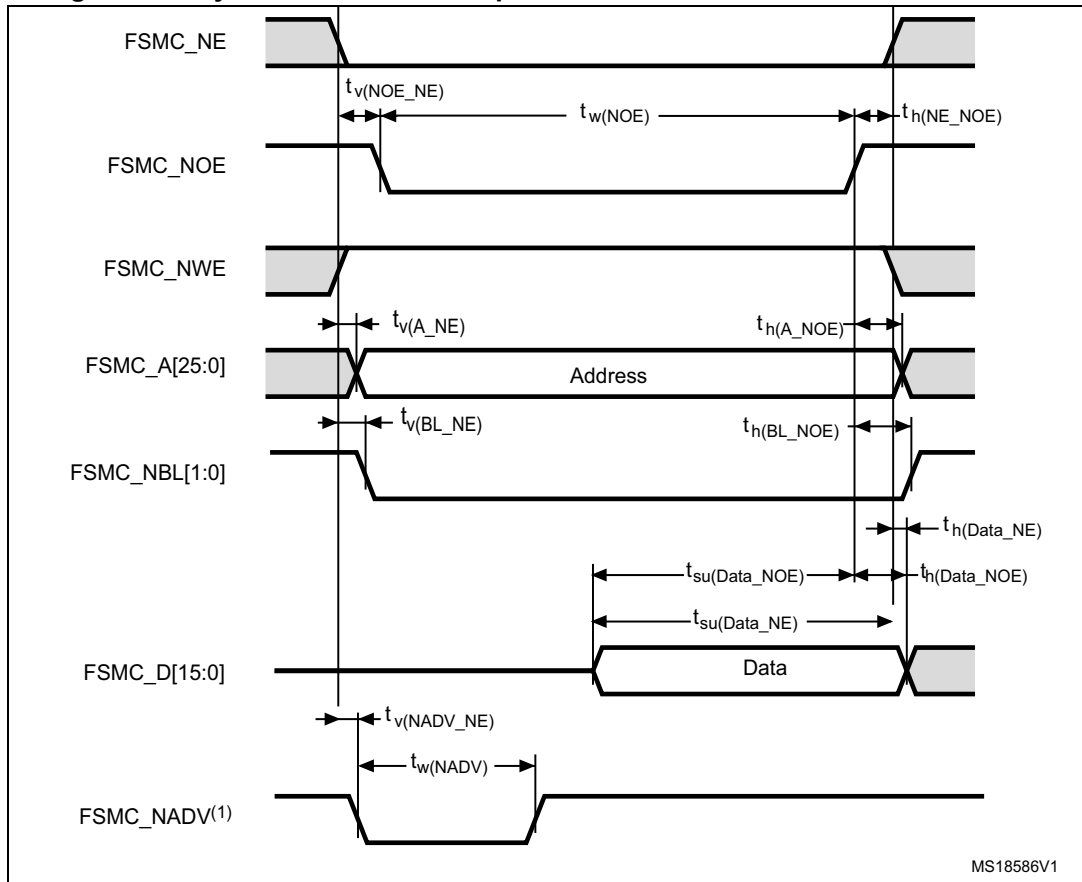 FSMC_NE
tv(NOE_NE)
tw(NOE)
th(NE_NOE)
FSMC_NOE
FSMC_NWE
tv(A_NE)
th(A_NOE)
FSMC_A[25:0]
Address
tv(BL_NE)
th(BL_NOE)
FSMC_NBL[1:0]
th(Data_NE)
tsu(Data_NOE)
th(Data_NOE)
tsu(Data_NE)
FSMC_D[15:0]
Data
tv(NADV_NE)
tw(NADV)
FSMC_NADV(1)
MS18586V1